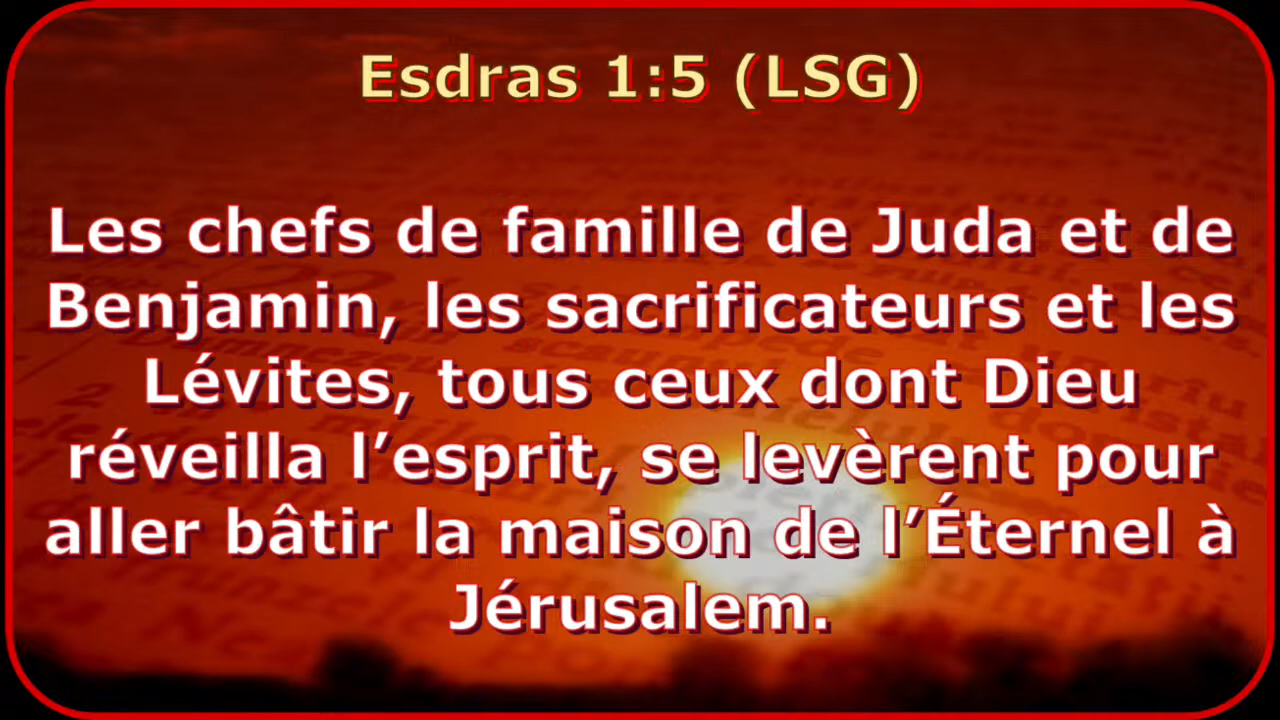 Esdras 1:5 (LSG)
Les chefs de famille de Juda et de
Benjamin, les sacrificateurs et les
Lévites, tous ceux dont Dieu
réveilla l’esprit, se levèrent pour
aller bâtir la maison de l’Éternel à
Jérusalem.